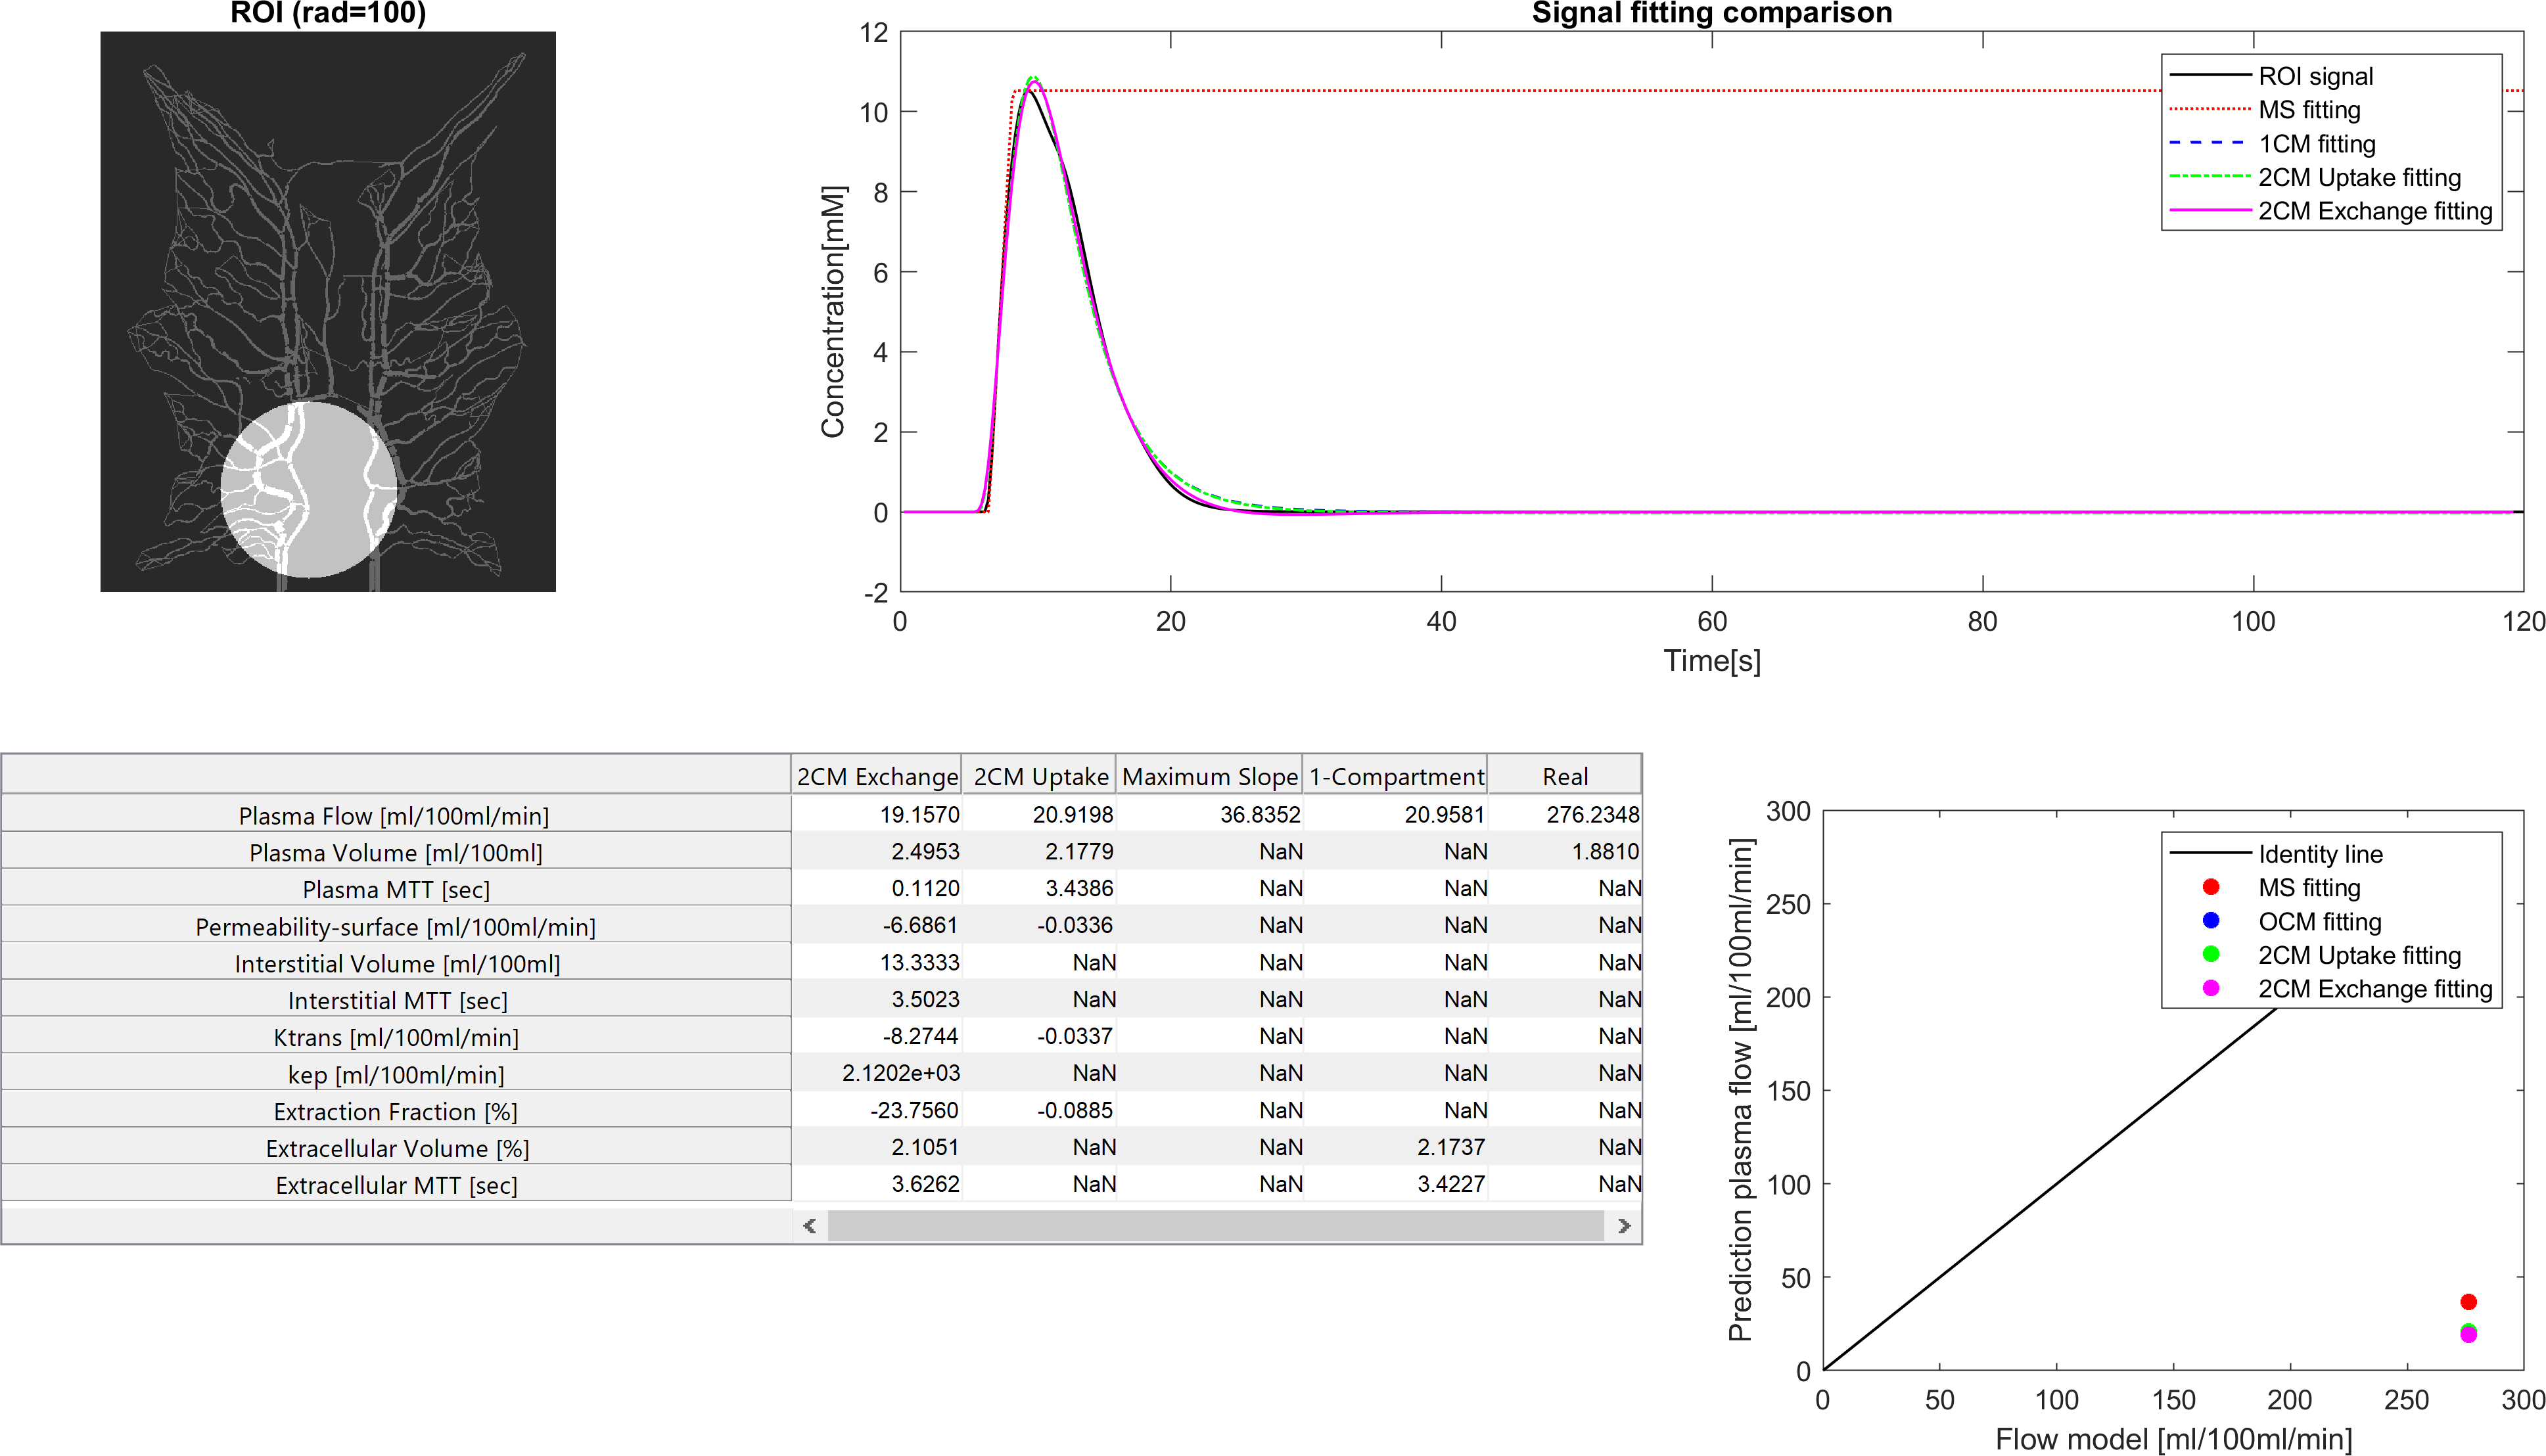 ROI (rad=100)
Signal fitting comparison
12
10
8
6
4
2
0
-2
Concentration[mM]
0 20 40 60 80 100 120
Time[s]
ROI signal
MS fitting
1CM fitting
2CM Uptake fitting
2CM Exchange fitting
2CM Exchange 2CM Uptake Maximum Slope 1-Compartment Real
Plasma Flow [ml/100ml/min] 19.1570 20.9198 36.8352 20.9581 276.2348
Plasma Volume [ml/100ml] 2.4953 2.1779 NaN NaN 1.8810
Plasma MTT [sec] 0.1120 3.4386 NaN NaN NaN
Permeability-surface [ml/100ml/min] -6.6861 -0.0336 NaN NaN NaN
Interstitial Volume [ml/100ml] 13.3333 NaN NaN NaN NaN
Interstitial MTT [sec] 3.5023 NaN NaN NaN NaN
Ktrans [ml/100ml/min] -8.2744 -0.0337 NaN NaN NaN
kep [ml/100ml/min] 2.1202e+03 NaN NaN NaN NaN
Extraction Fraction [%] -23.7560 -0.0885 NaN NaN NaN
Extracellular Volume [%] 2.1051 NaN NaN 2.1737 NaN
Extracellular MTT [sec] 3.6262 NaN NaN 3.4227 NaN
300
250
200
150
100
50
0
Prediction plasma flow [ml/100ml/min]
Identity line
MS fitting
OCM fitting
2CM Uptake fitting
2CM Exchange fitting
0 50 100 150 200 250 300
Flow model [ml/100ml/min]